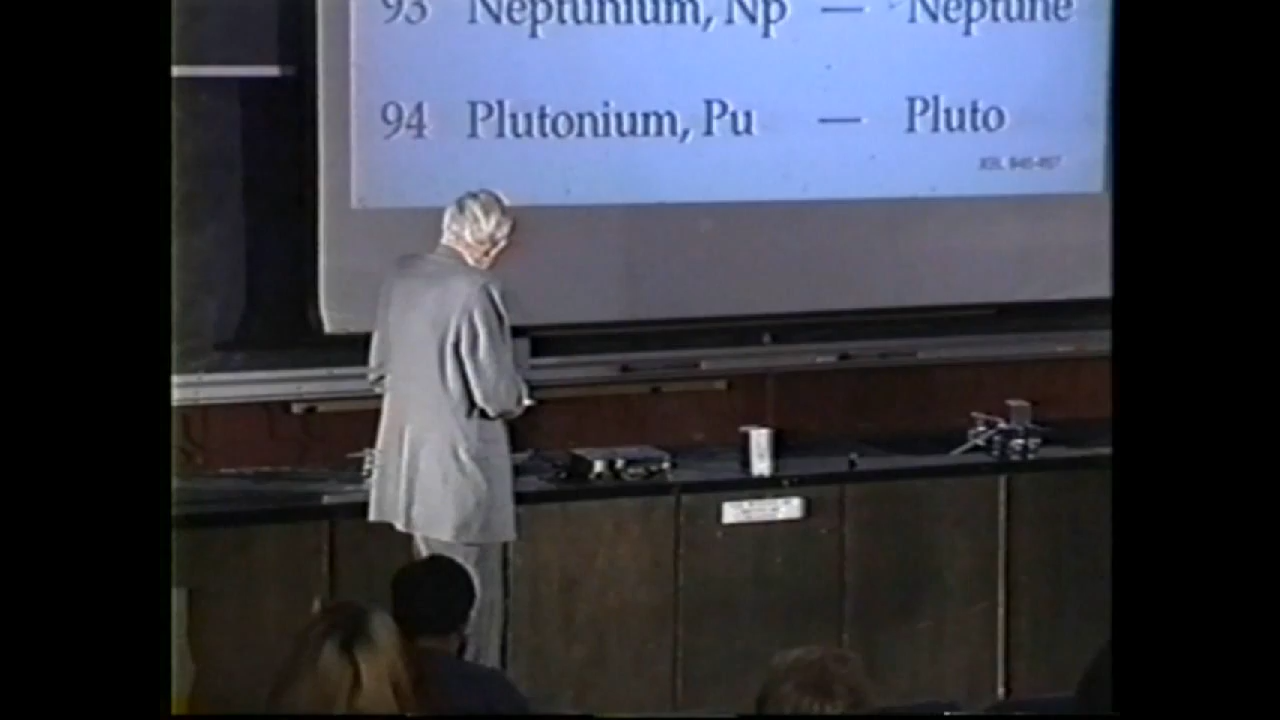 93 Neptunium, Np — Neptune
94 Plutonium, Pu — Pluto